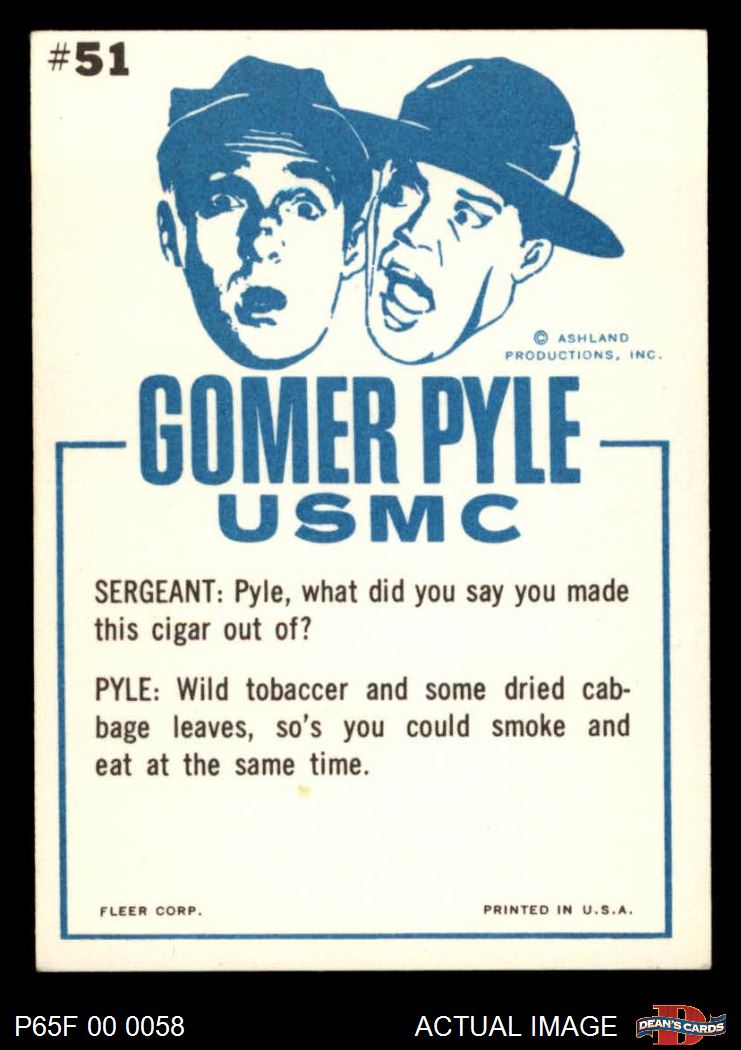 #51
© ASHLAND
PRODUCTIONS, INC.
GOMER PYLE
USMC
SERGEANT: Pyle, what did you say you made
this cigar out of?
PYLE: Wild tobaccer and some dried cab-
bage leaves, so's you could smoke and
eat at the same time.
FLEER CORP.
PRINTED IN U.S.A.
P65F 00 0058
ACTUAL IMAGE
D
DEAN'S CARDS